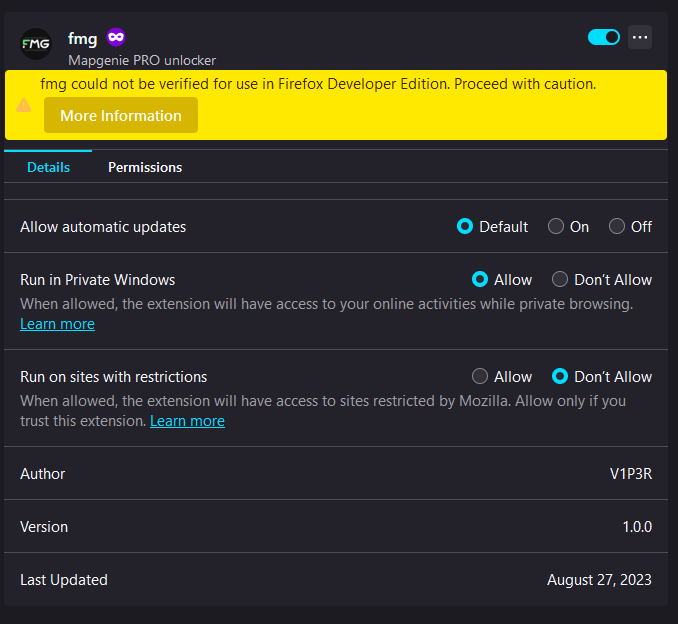 FMG
fmg
Mapgenie PRO unlocker
fmg could not be verified for use in Firefox Developer Edition. Proceed with caution.
More Information
Details Permissions
Allow automatic updates Default On Off
Run in Private Windows Allow Don't Allow
When allowed, the extension will have access to your online activities while private browsing.
Learn more
Run on sites with restrictions Allow Don't Allow
When allowed, the extension will have access to sites restricted by Mozilla. Allow only if you
trust this extension. Learn more
Author V1P3R
Version 1.0.0
Last Updated August 27, 2023